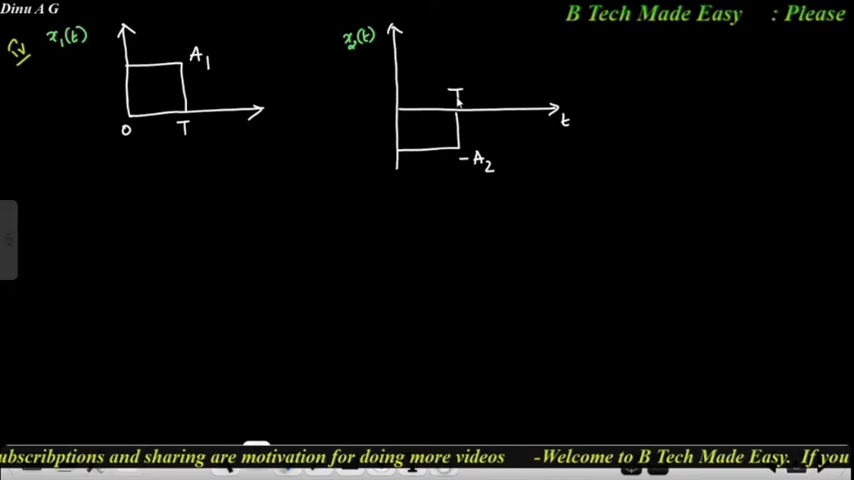 Dinu A G
B Tech Made Easy : Please
iv x₁(t) A₁ 0 T
x₂(t) T t -A₂
ubscribptions and sharing are motivation for doing more videos -Welcome to B Tech Made Easy. If you